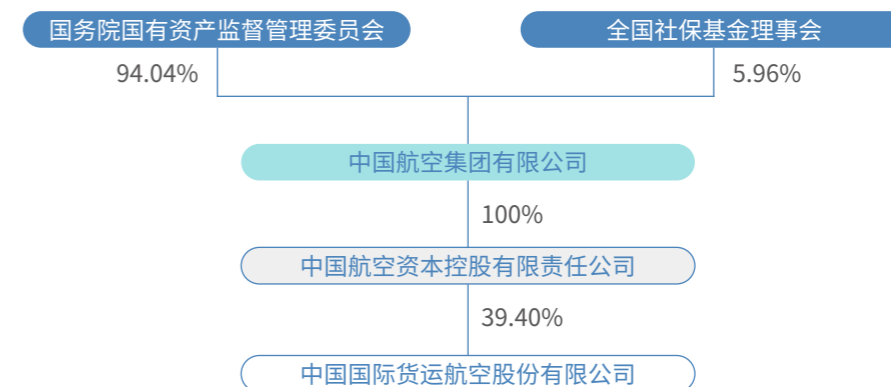 国务院国有资产监督管理委员会
全国社保基金理事会
94.04%
5.96%
中国航空集团有限公司
100%
中国航空资本控股有限责任公司
39.40%
中国国际货运航空股份有限公司